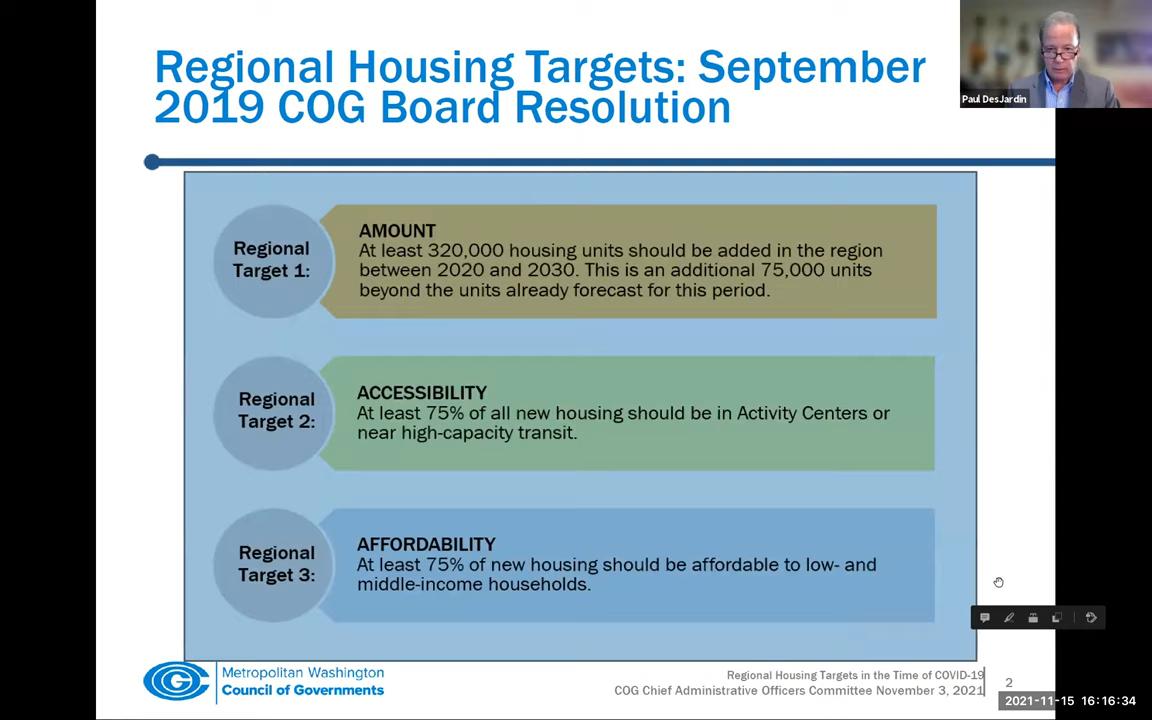 Regional Housing Targets: September
2019 COG Board Resolution
Paul DesJardin
Regional
Target 1:
AMOUNT
At least 320,000 housing units should be added in the region
between 2020 and 2030. This is an additional 75,000 units
beyond the units already forecast for this period.
Regional
Target 2:
ACCESSIBILITY
At least 75% of all new housing should be in Activity Centers or
near high-capacity transit.
Regional
Target 3:
AFFORDABILITY
At least 75% of new housing should be affordable to low- and
middle-income households.
Metropolitan Washington
Council of Governments
Regional Housing Targets in the Time of COVID-19
COG Chief Administrative Officers Committee November 3, 2021
2
2021-11-15 16:16:34